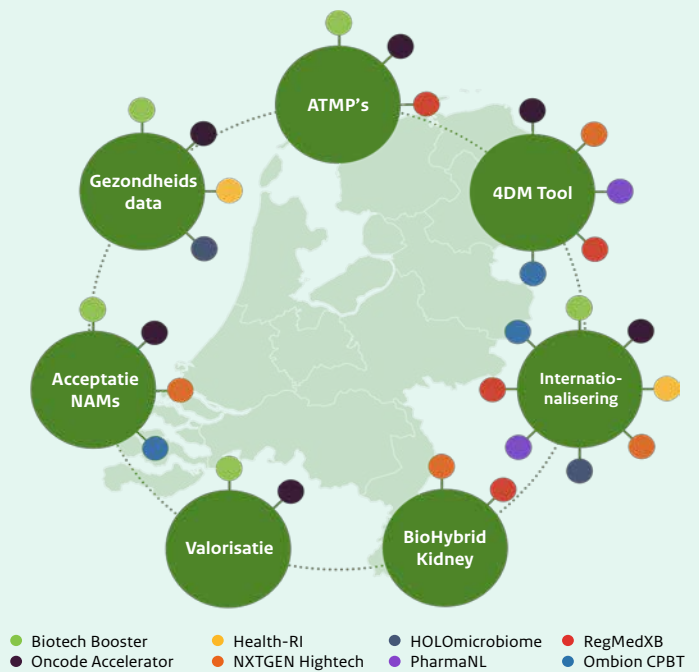 ATMP's
Gezondheids
data
4DM Tool
Acceptatie
NAMs
Internatio-
nalisering
Valorisatie
BioHybrid
Kidney
Biotech Booster
Health-RI
HOLOmicrobiome
RegMedXB
Oncode Accelerator
NXTGEN Hightech
PharmaNL
Ombion CPBT